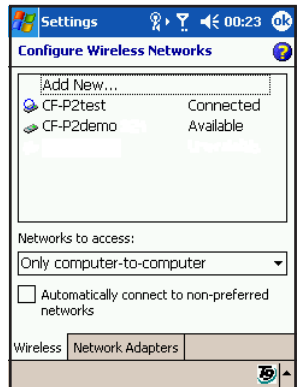 Settings 00:23 ok
Configure Wireless Networks
Add New...
CF-P2test Connected
CF-P2demo Available
Networks to access:
Only computer-to-computer
Automatically connect to non-preferred
networks
Wireless Network Adapters